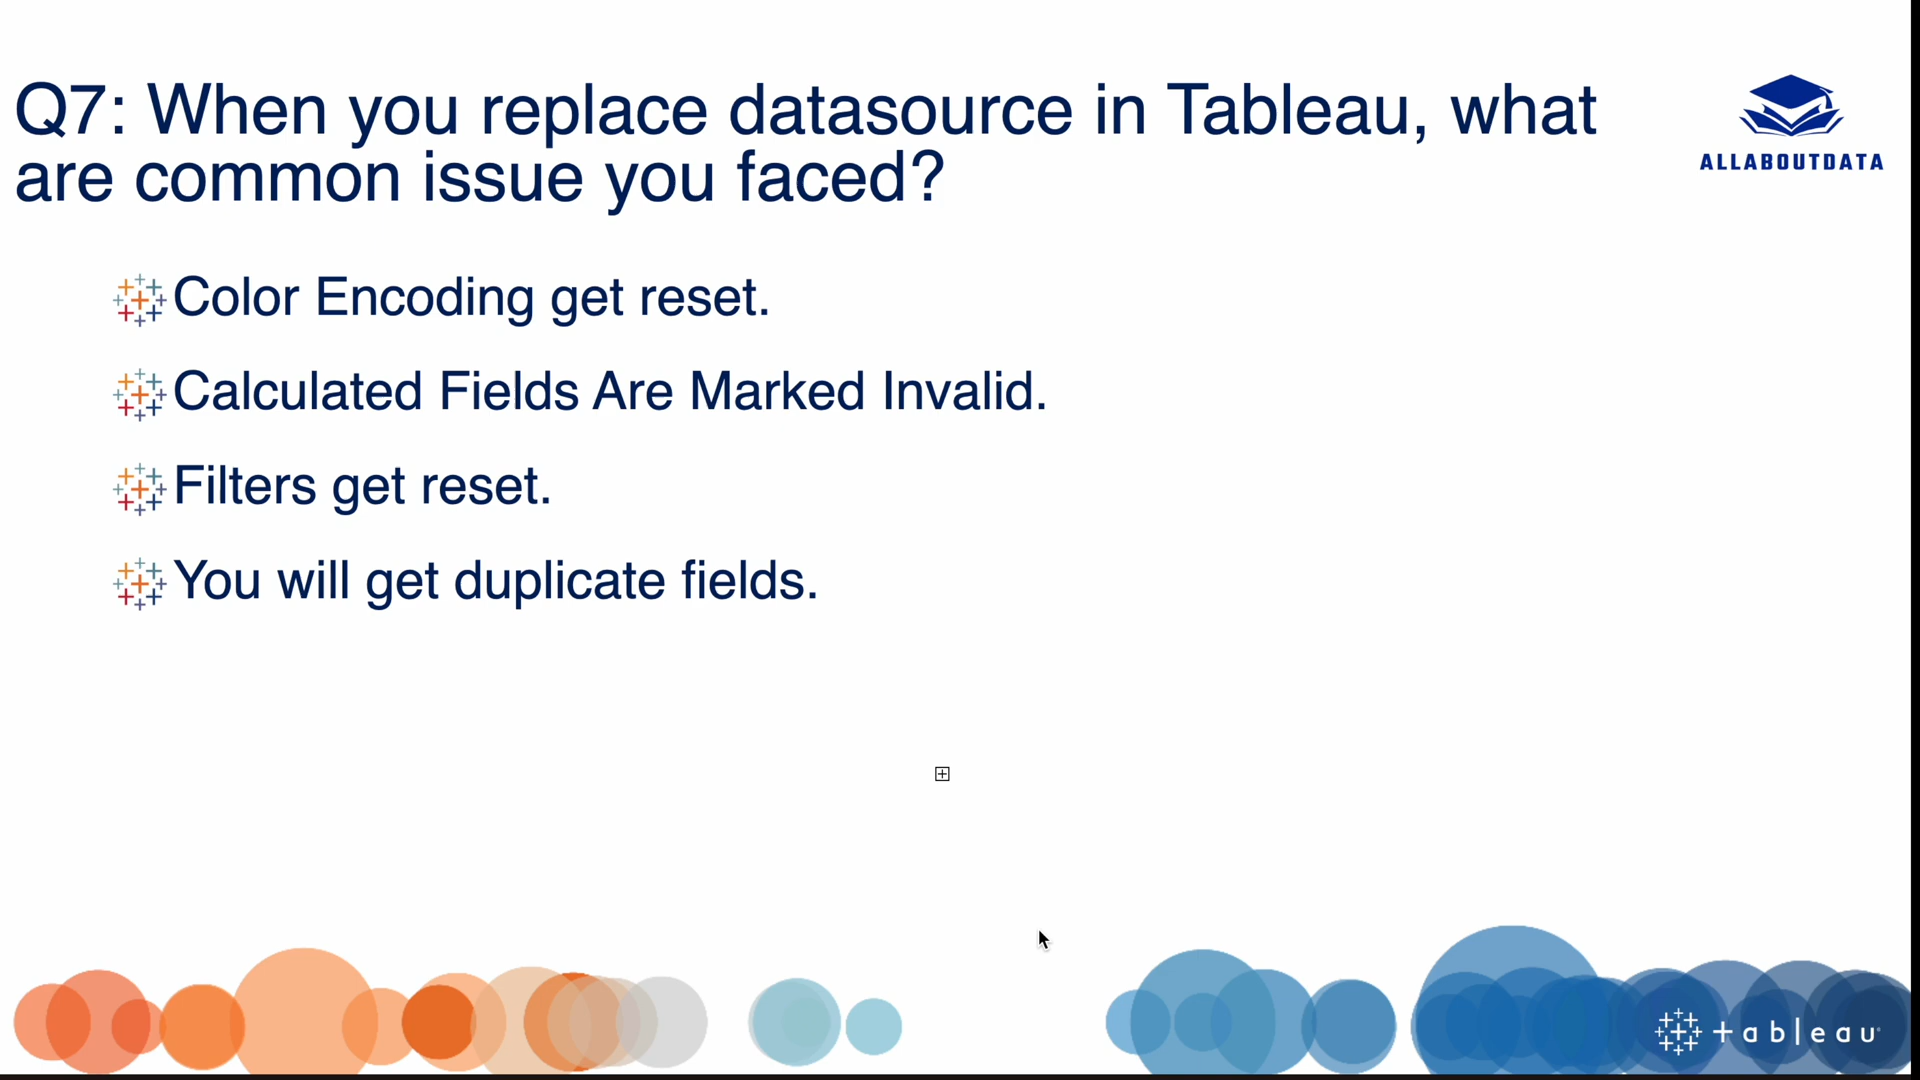 Q7: When you replace datasource in Tableau, what
are common issue you faced?
ALLABOUTDATA
Color Encoding get reset.
Calculated Fields Are Marked Invalid.
Filters get reset.
You will get duplicate fields.
tableau